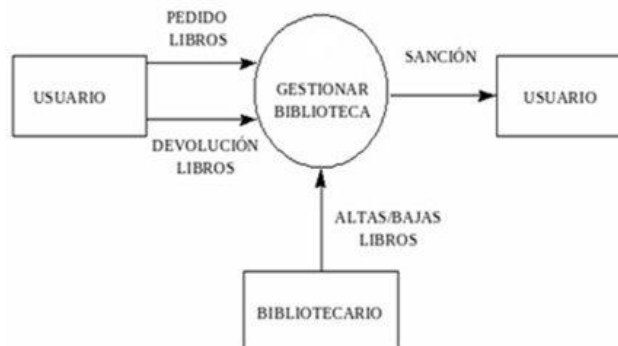 PEDIDO
LIBROS
SANCIÓN
USUARIO
GESTIONAR
BIBLIOTECA
USUARIO
DEVOLUCIÓN
LIBROS
ALTAS/BAJAS
LIBROS
BIBLIOTECARIO